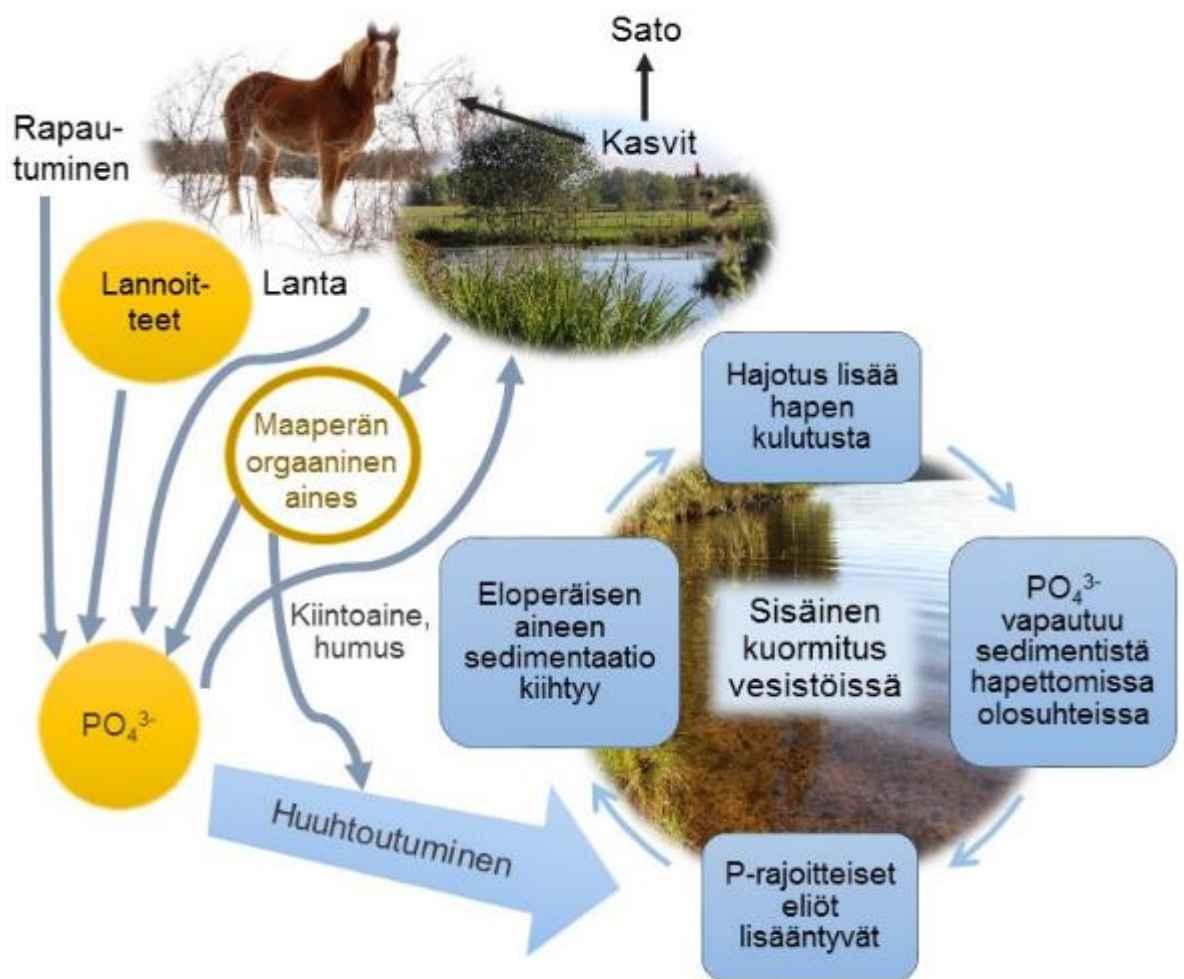 Sato
Kasvit
Rapau-
tuminen
Lannoit-
teet
Lanta
Maaperän
orgaaninen
aines
Kiintoaine,
humus
PO₄³⁻
Huuhtoutuminen
Hajotus lisää
hapen
kulutusta
Eloperäisen
aineen
sedimentaatio
kiihtyy
Sisäinen
kuormitus
vesistöissä
PO₄³⁻
vapautuu
sedimentistä
hapettomissa
olosuhteissa
P-rajoitteiset
eliöt
lisääntyvät